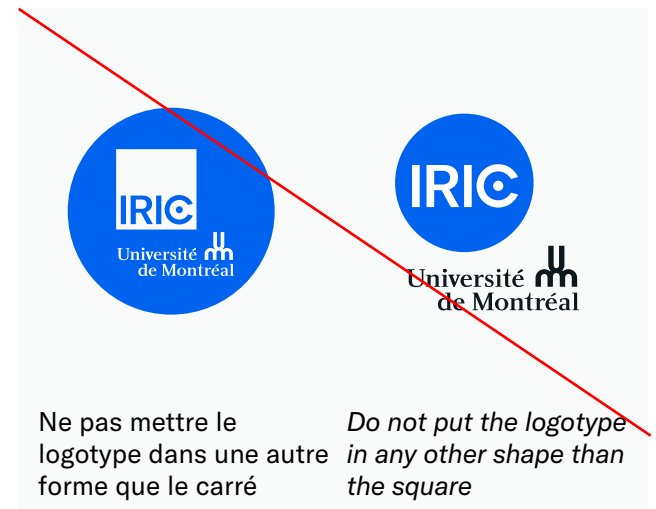 IRIC
Université
de Montréal
IRIC
Université
de Montréal
Ne pas mettre le
logotype dans une autre
forme que le carré
Do not put the logotype
in any other shape than
the square